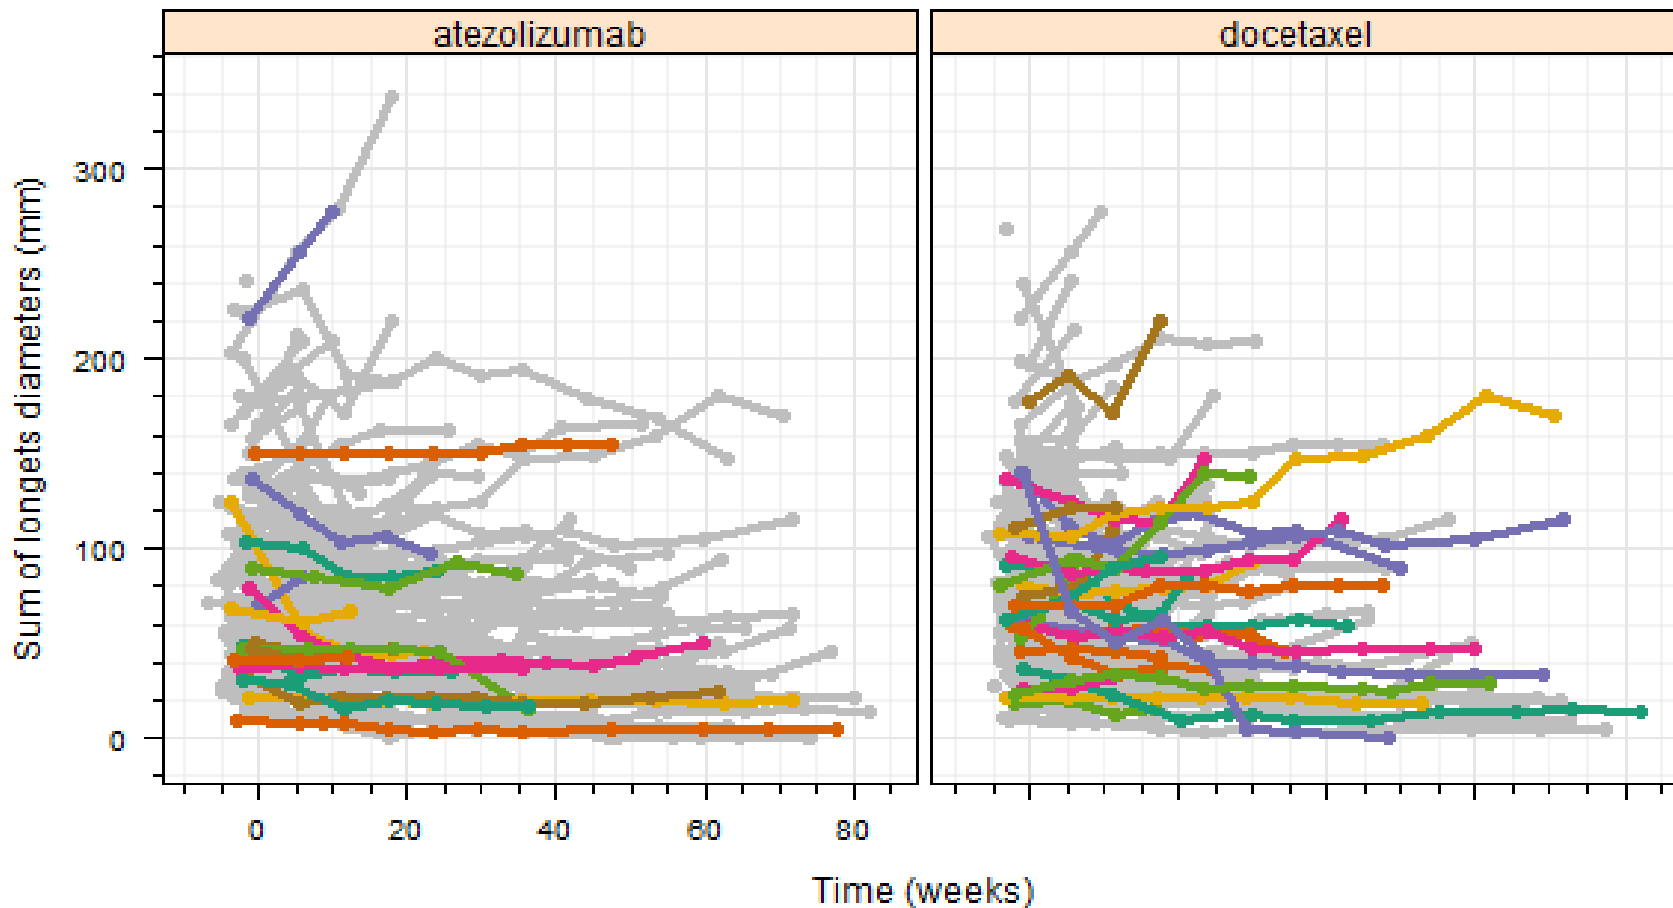 atezolizumab docetaxel
Sum of longets diameters (mm)
300
200
100
0
0 20 40 60 80
Time (weeks)